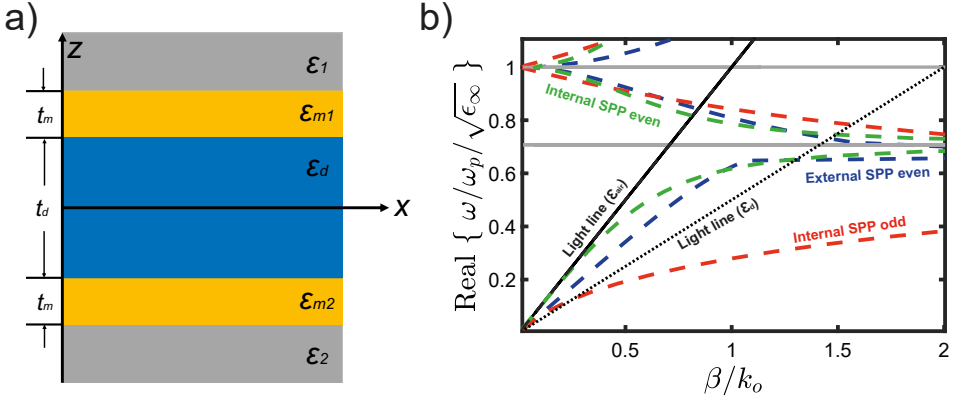 a)
z
ε1
tm
εm1
εd
td
x
tm
εm2
ε2
b)
Real { ω/ωp/√ϵ∞ }
1
0.8
0.6
0.4
0.2
Internal SPP even
External SPP even
Internal SPP odd
Light line (εair)
Light line (εd)
0.5
1
1.5
2
β/ko